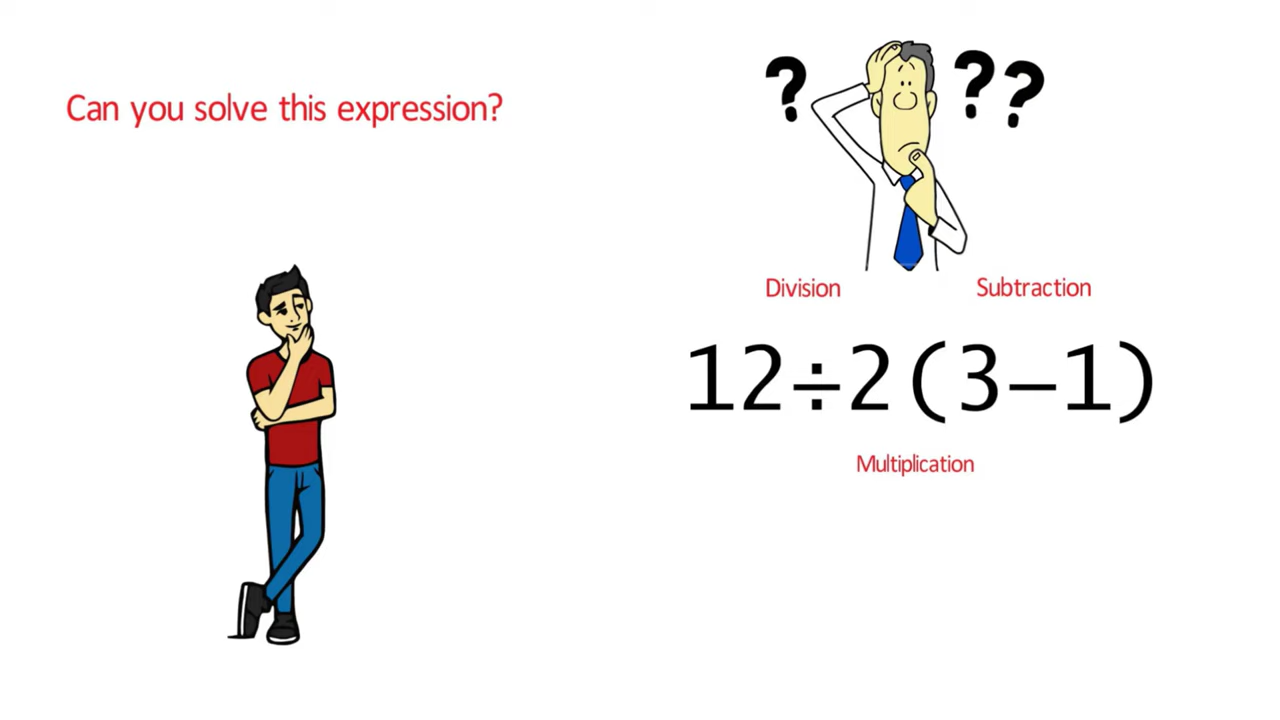 Can you solve this expression?
? ??
Division Subtraction
12÷2(3−1)
Multiplication